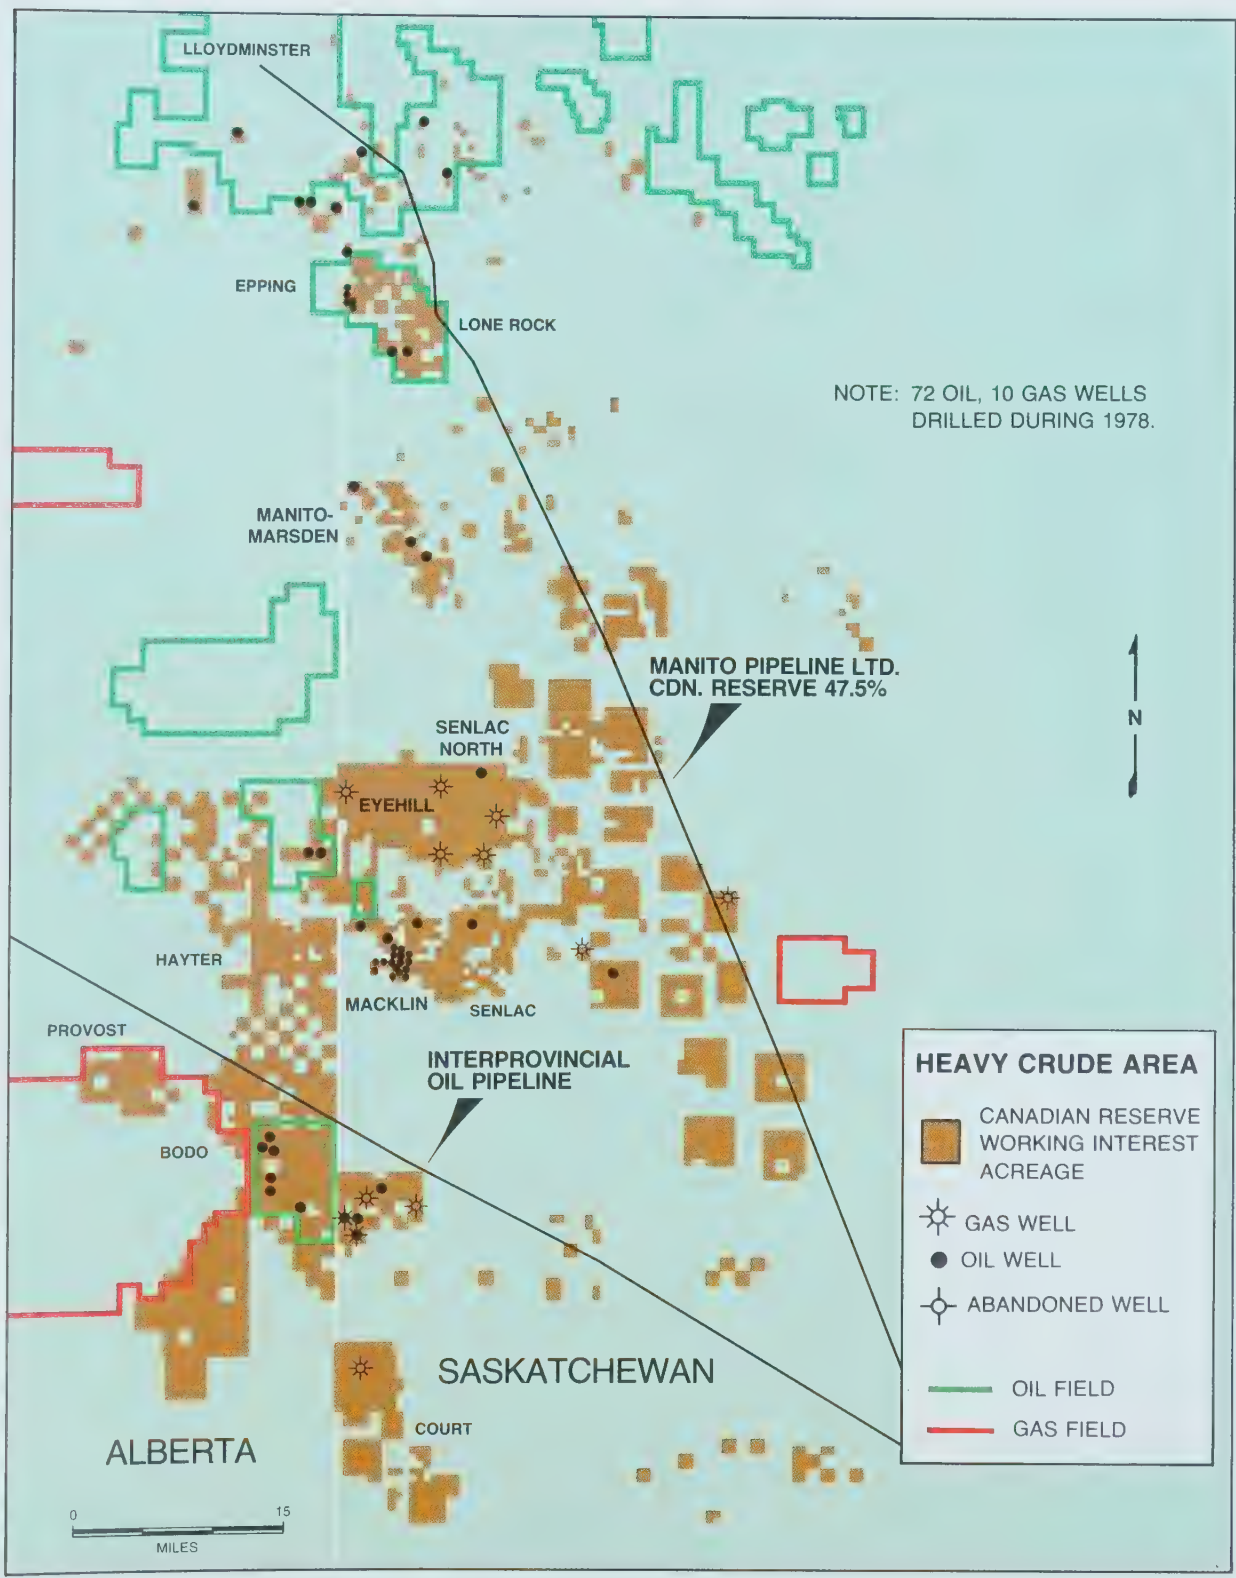 LLOYDMINSTER
EPPING
LONE ROCK
NOTE: 72 OIL, 10 GAS WELLS
DRILLED DURING 1978.
MANITO-
MARSDEN
MANITO PIPELINE LTD.
CDN. RESERVE 47.5%
N
SENLAC
NORTH
EYEHILL
HAYTER
MACKLIN
SENLAC
PROVOST
INTERPROVINCIAL
OIL PIPELINE
BODO
HEAVY CRUDE AREA
CANADIAN RESERVE
WORKING INTEREST
ACREAGE
GAS WELL
OIL WELL
ABANDONED WELL
OIL FIELD
GAS FIELD
SASKATCHEWAN
COURT
ALBERTA
0 15
MILES